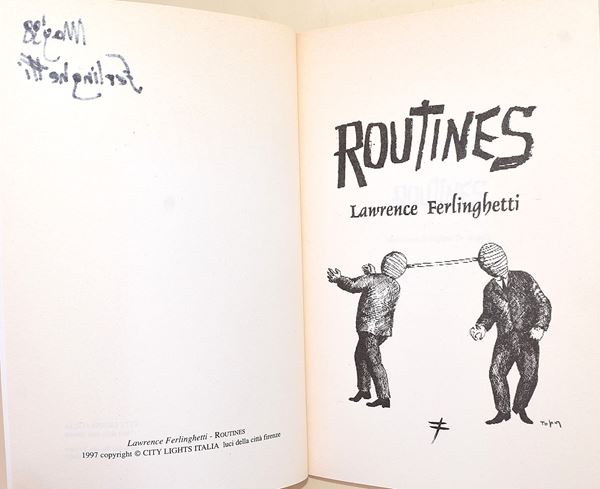 May '98
Ferlinghetti
Lawrence Ferlinghetti - ROUTINES
1997 copyright © CITY LIGHTS ITALIA luci della città firenze
ROUTINES
Lawrence Ferlinghetti